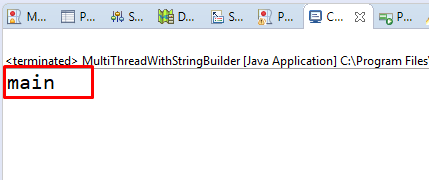 M... P... S... S... P... D... C... P...
<terminated> MultiThreadWithStringBuilder [Java Application] C:\Program Files\
main